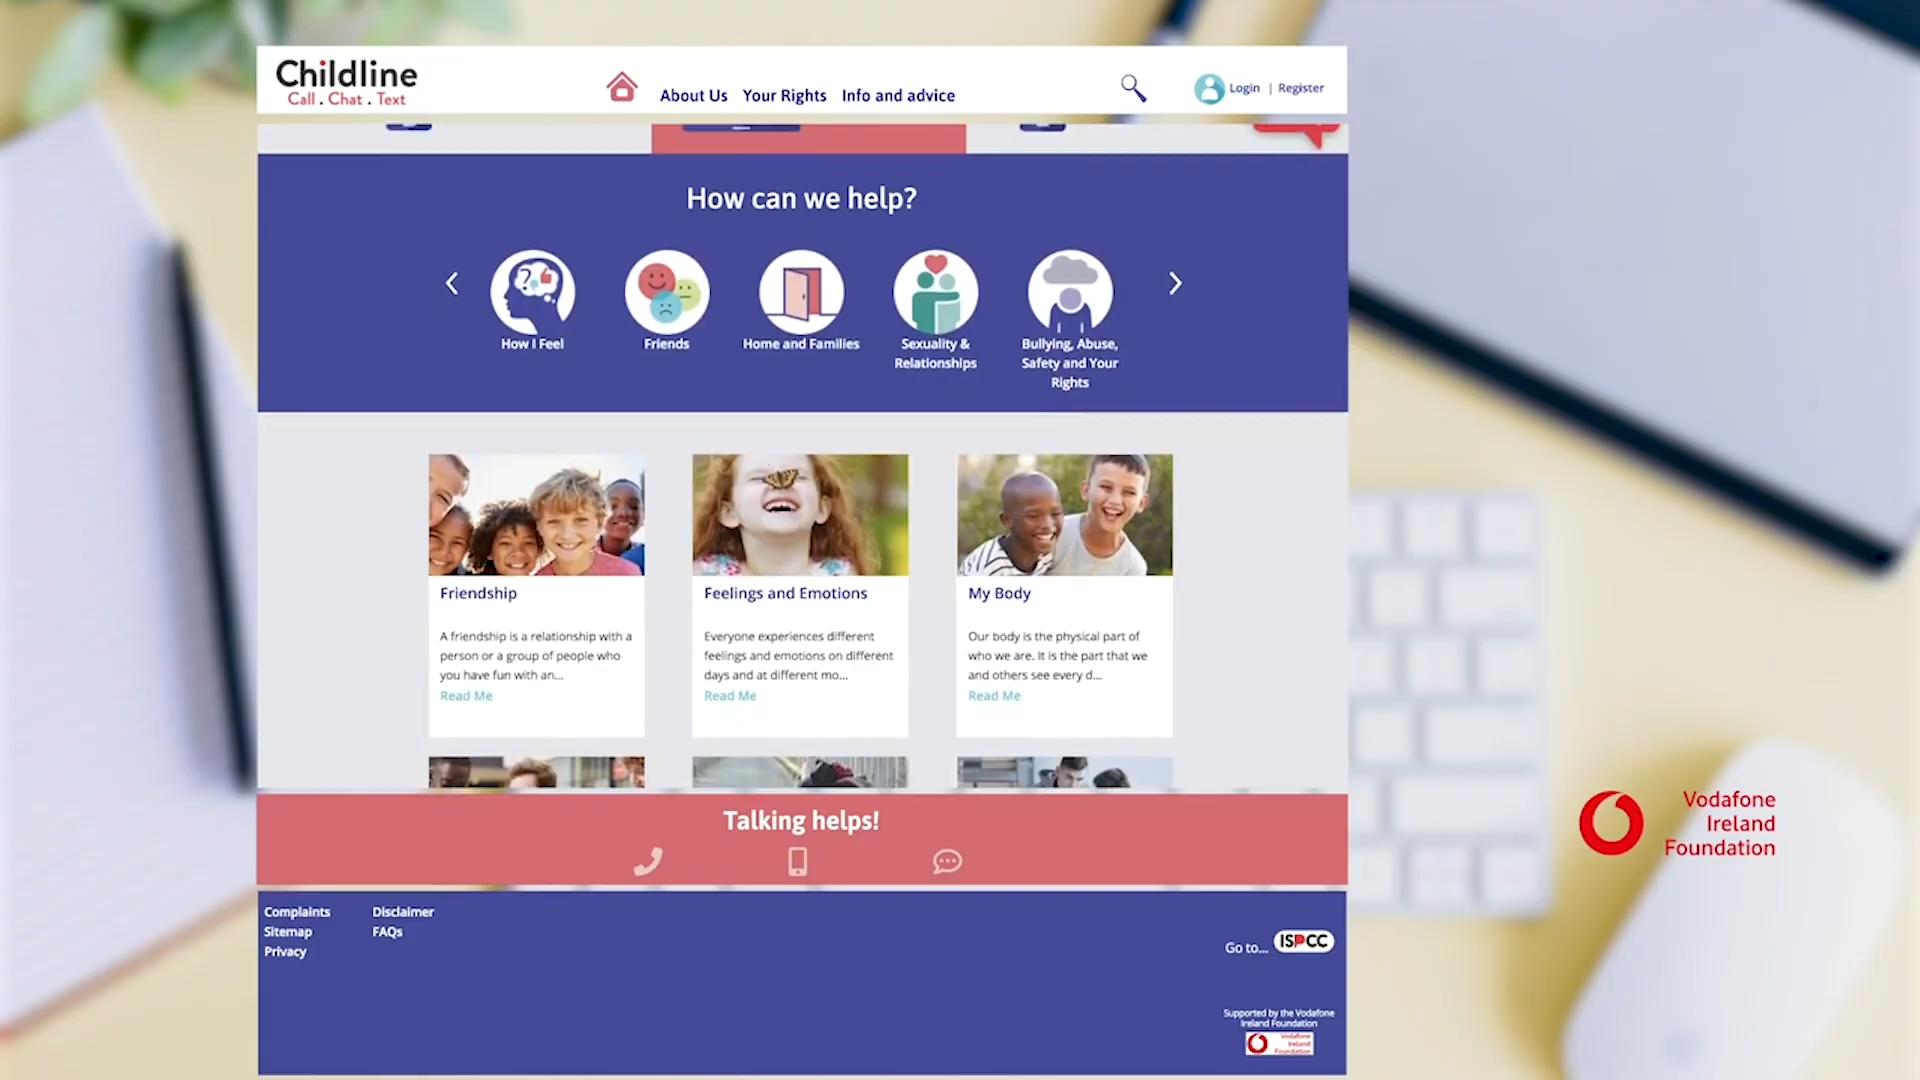 Childline
Call . Chat . Text
About Us
Your Rights
Info and advice
Login | Register
How can we help?
How I Feel
Friends
Home and Families
Sexuality &
Relationships
Bullying, Abuse,
Safety and Your
Rights
Friendship
A friendship is a relationship with a
person or a group of people who
you have fun with an...
Read Me
Feelings and Emotions
Everyone experiences different
feelings and emotions on different
days and at different mo...
Read Me
My Body
Our body is the physical part of
who we are. It is the part that we
and others see every d...
Read Me
Talking helps!
Vodafone
Ireland
Foundation
Complaints
Sitemap
Privacy
Disclaimer
FAQs
Go to... ISPCC
Supported by the Vodafone
Ireland Foundation
Vodafone
Ireland
Foundation